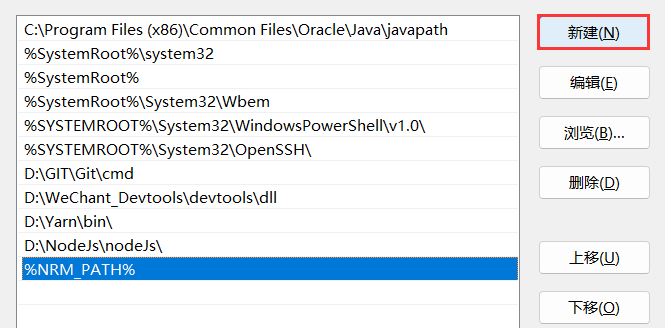 C:\Program Files (x86)\Common Files\Oracle\Java\javapath
%SystemRoot%\system32
%SystemRoot%
%SystemRoot%\System32\Wbem
%SYSTEMROOT%\System32\WindowsPowerShell\v1.0\
%SYSTEMROOT%\System32\OpenSSH\
D:\GIT\Git\cmd
D:\WeChant_Devtools\devtools\dll
D:\Yarn\bin\
D:\NodeJs\nodeJs\
%NRM_PATH%
新建(N)
编辑(E)
浏览(B)...
删除(D)
上移(U)
下移(O)